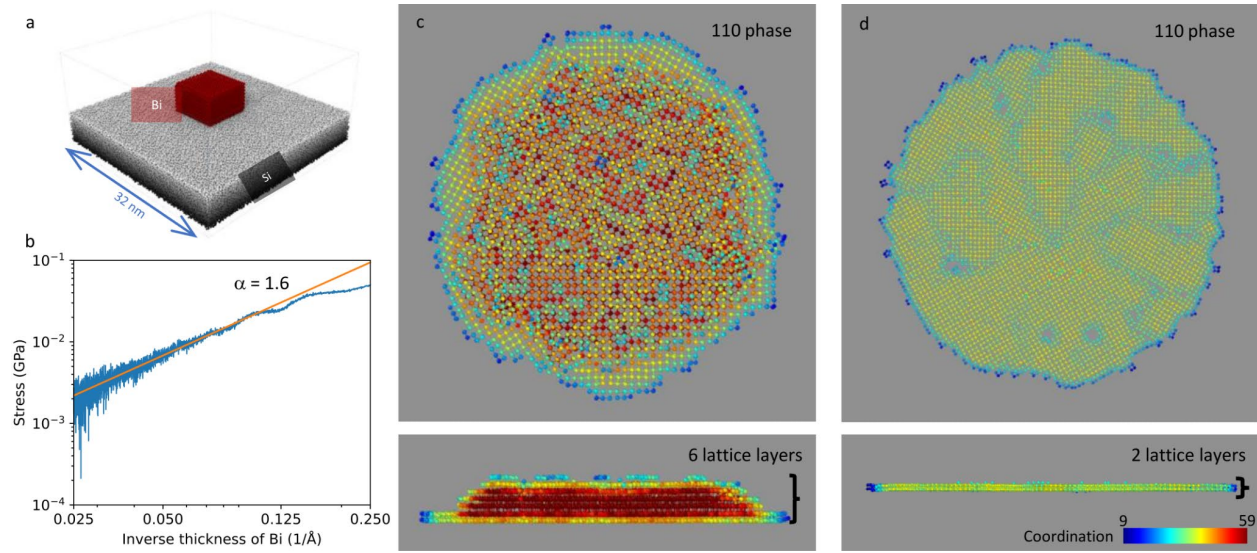 a
Bi
Si
32 nm
b
10⁻¹
10⁻²
10⁻³
10⁻⁴
α = 1.6
Stress (GPa)
0.025
0.050
0.125
0.250
Inverse thickness of Bi (1/Å)
c
110 phase
6 lattice layers
d
110 phase
2 lattice layers
9
59
Coordination